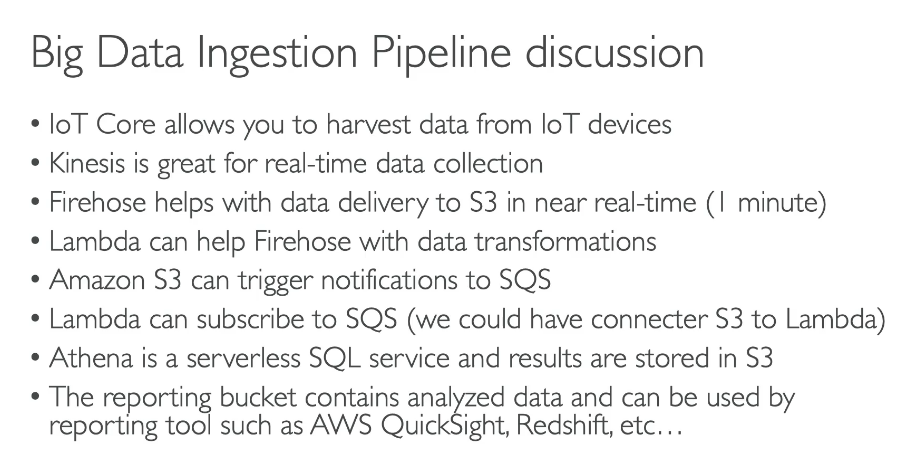 Big Data Ingestion Pipeline discussion
• IoT Core allows you to harvest data from IoT devices
• Kinesis is great for real-time data collection
• Firehose helps with data delivery to S3 in near real-time (1 minute)
• Lambda can help Firehose with data transformations
• Amazon S3 can trigger notifications to SQS
• Lambda can subscribe to SQS (we could have connecter S3 to Lambda)
• Athena is a serverless SQL service and results are stored in S3
• The reporting bucket contains analyzed data and can be used by
reporting tool such as AWS QuickSight, Redshift, etc…